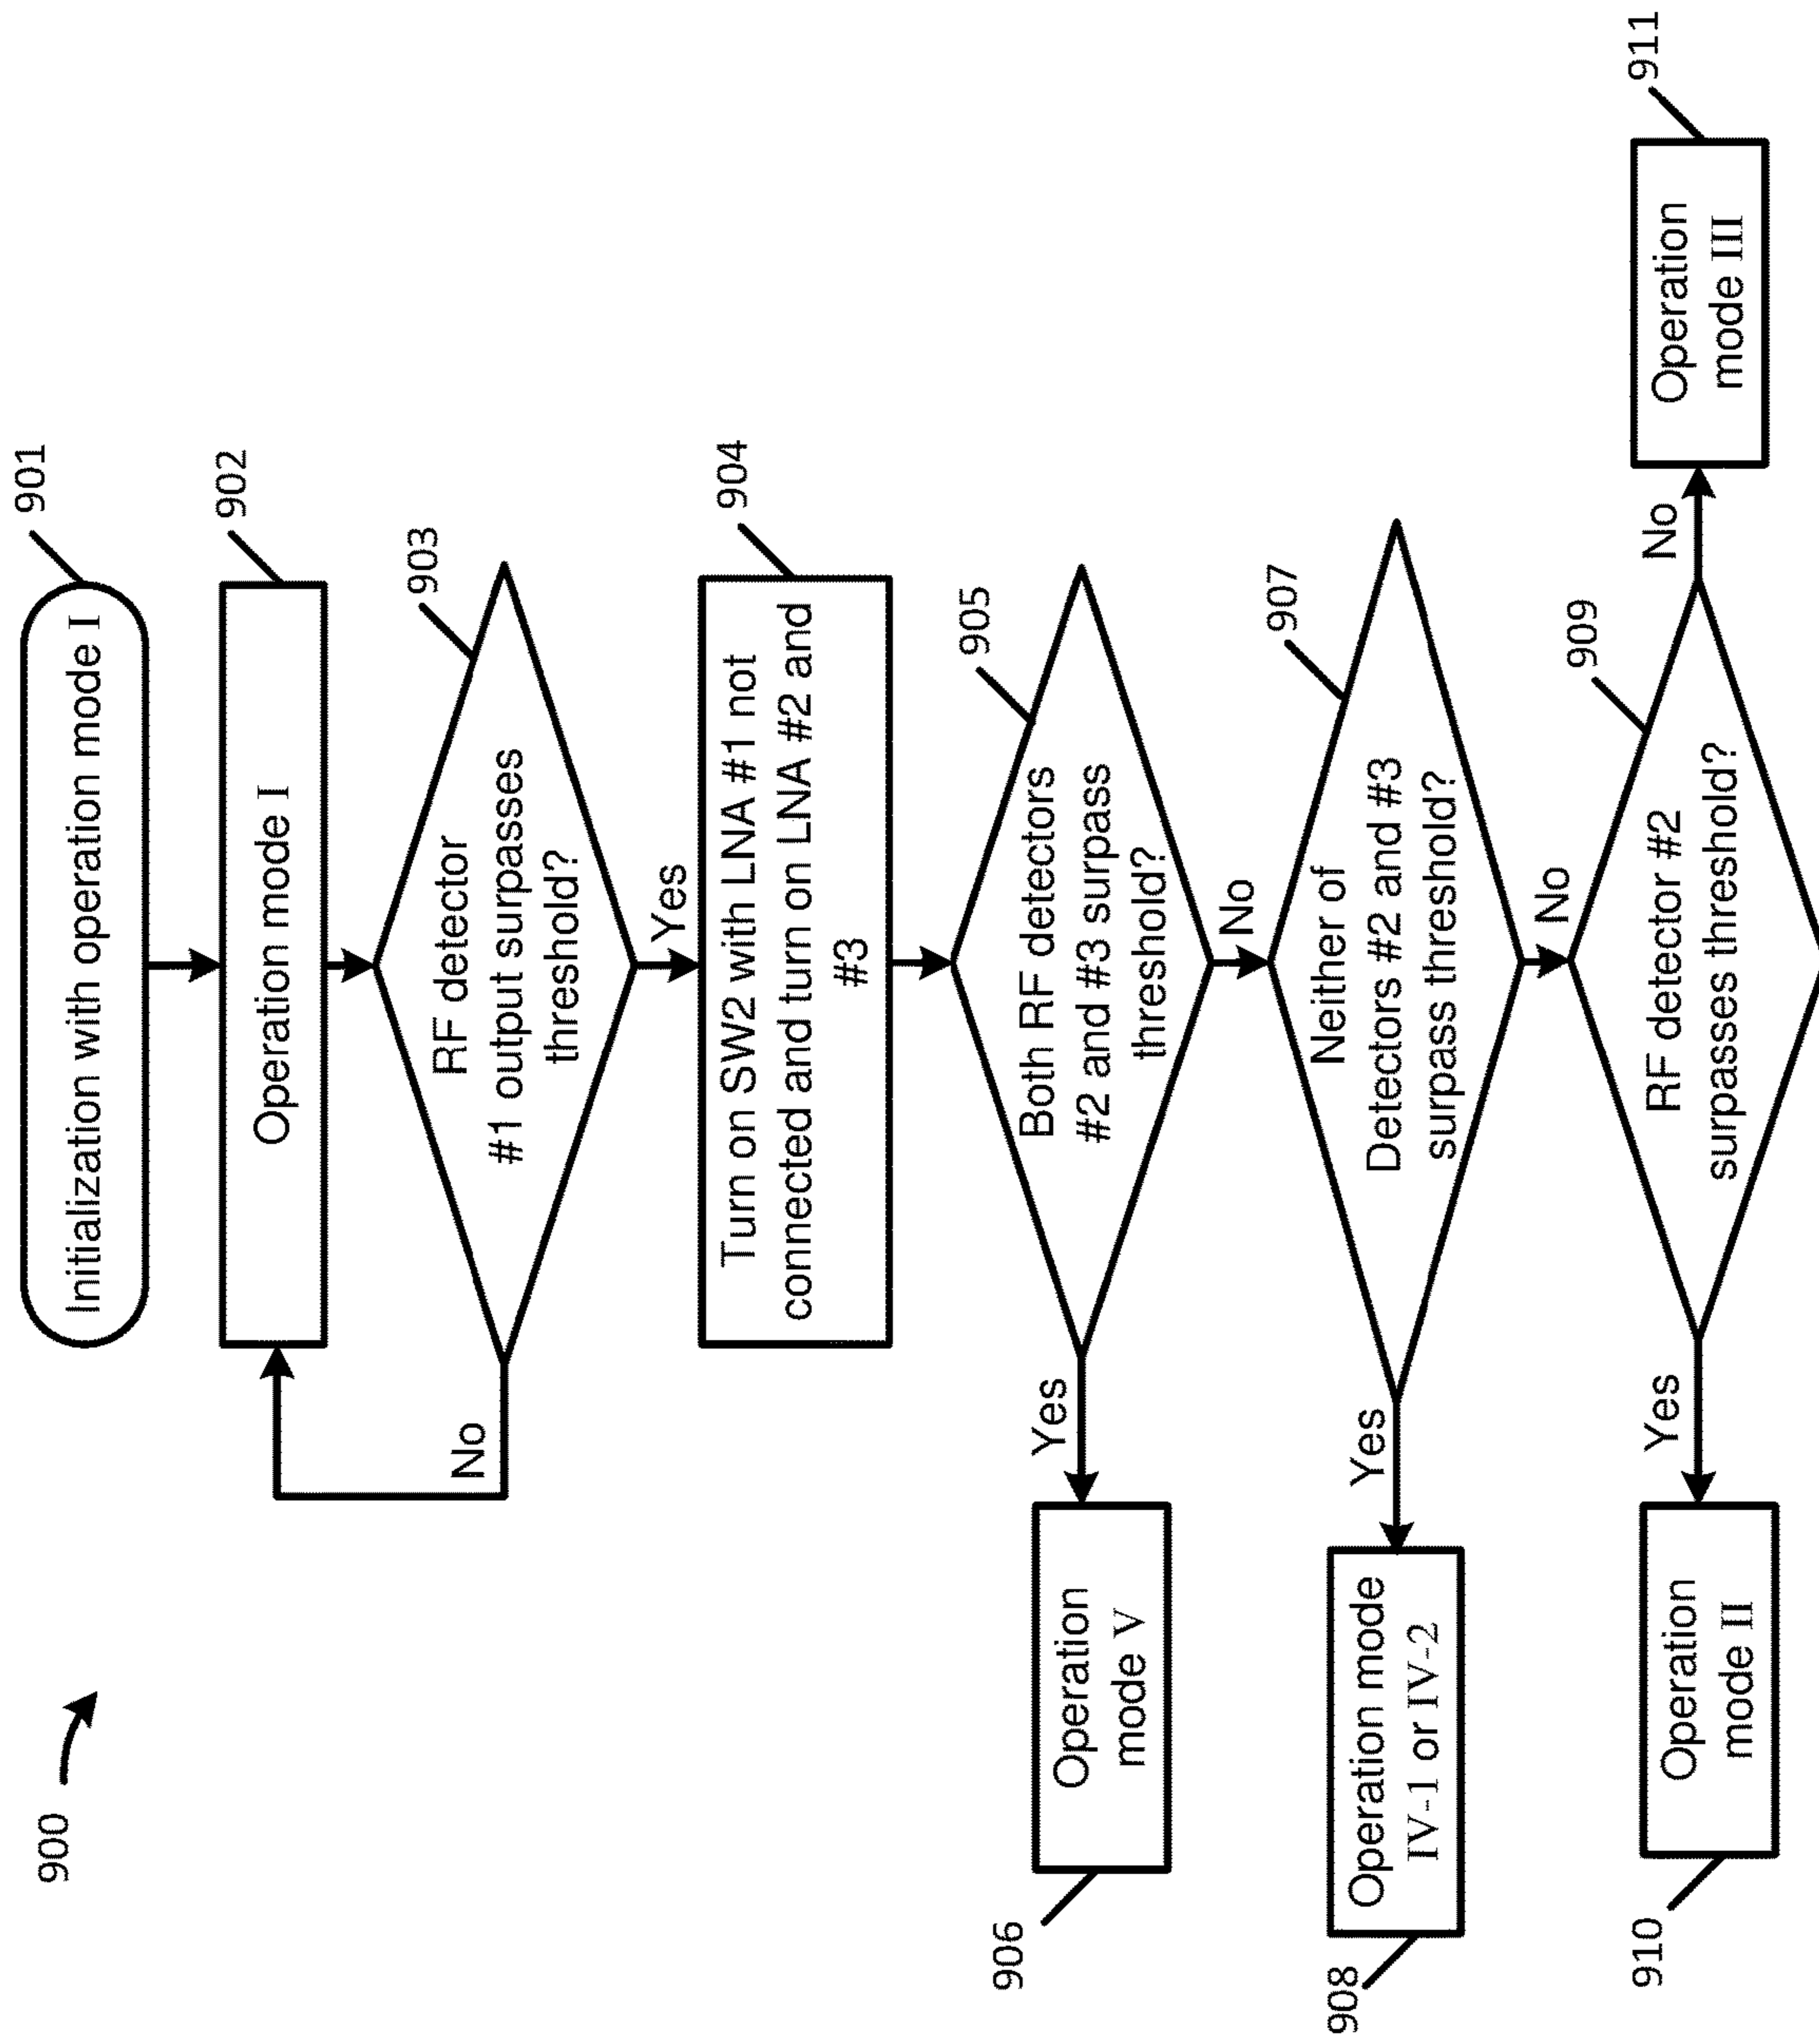 900
901
Initialization with operation mode I
902
Operation mode I
903
RF detector
#1 output surpasses
threshold?
No
Yes
904
Turn on SW2 with LNA #1 not
connected and turn on LNA #2 and
#3
905
Both RF detectors
#2 and #3 surpass
threshold?
Yes
No
906
Operation
mode V
907
Neither of
Detectors #2 and #3
surpass threshold?
Yes
No
908
Operation mode
IV-1 or IV-2
909
RF detector #2
surpasses threshold?
Yes
No
910
Operation
mode II
911
Operation
mode III